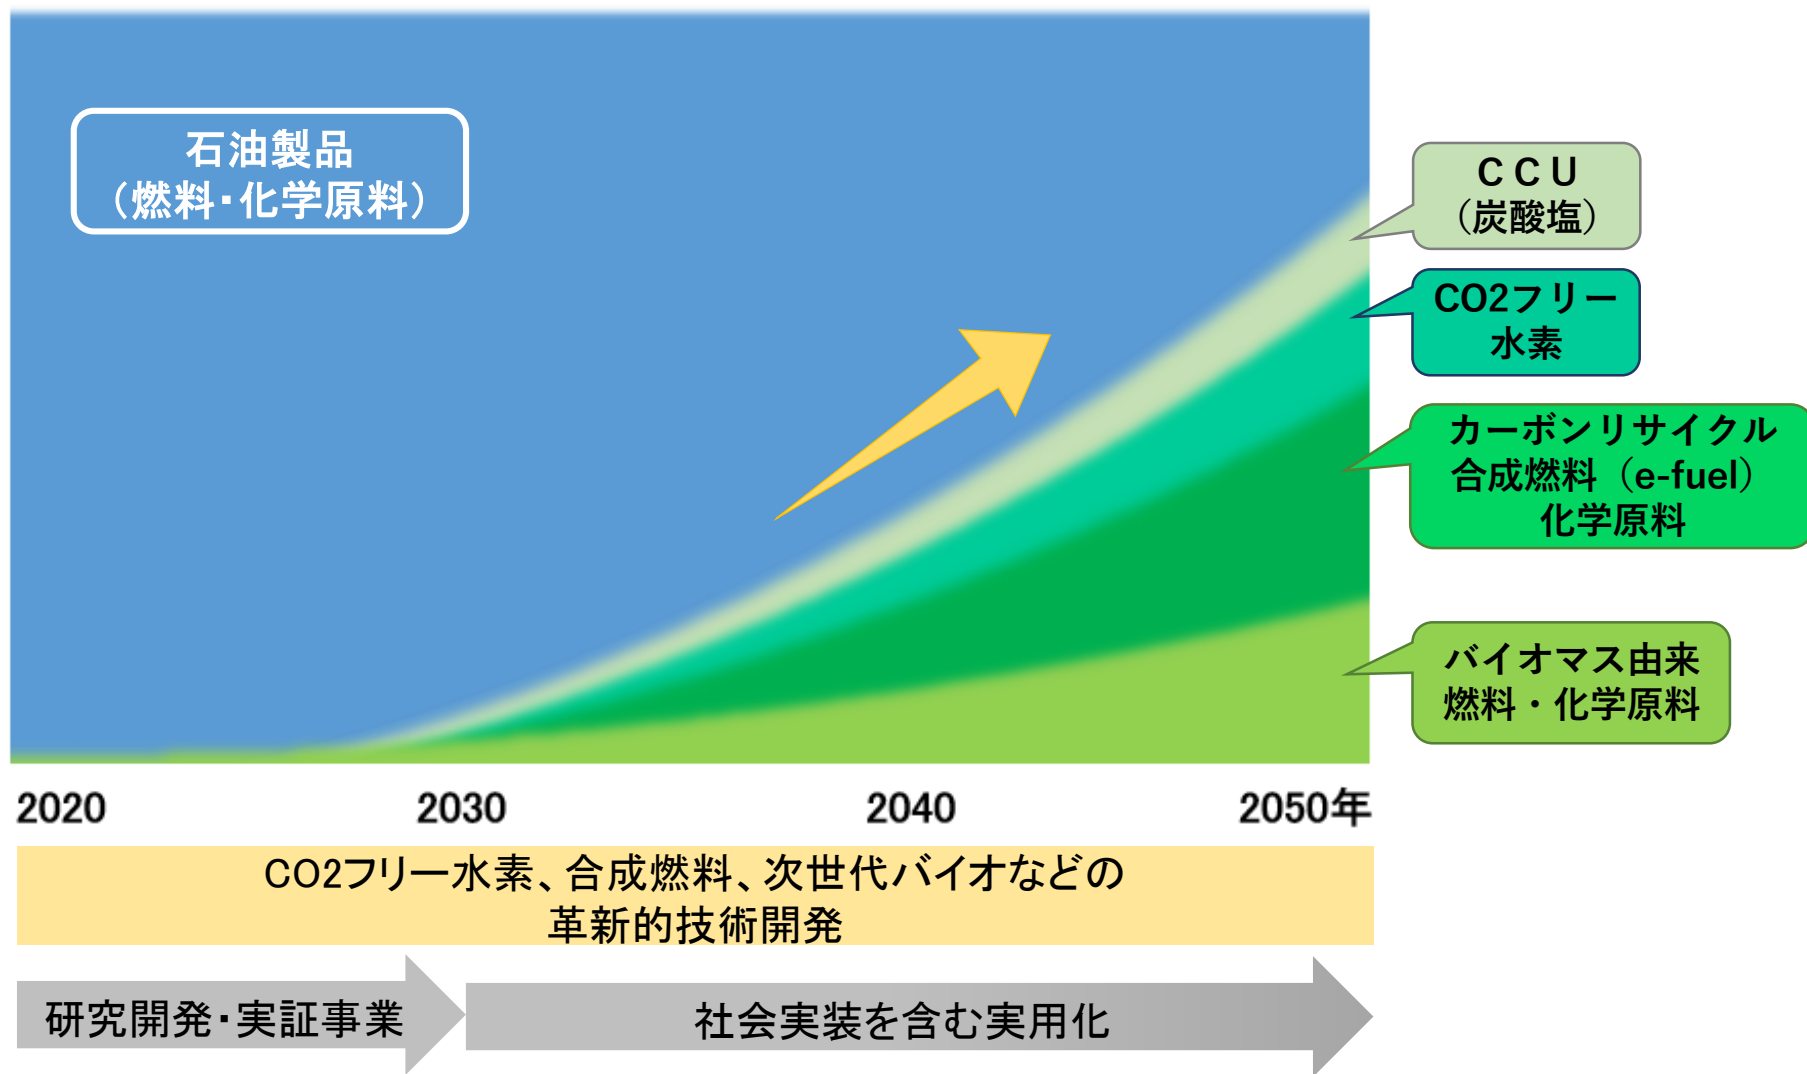 石油製品
（燃料・化学原料）
ＣＣＵ
（炭酸塩）
CO2フリー
水素
カーボンリサイクル
合成燃料（e-fuel）
化学原料
バイオマス由来
燃料・化学原料
2020 2030 2040 2050年
CO2フリー水素、合成燃料、次世代バイオなどの
革新的技術開発
研究開発・実証事業
社会実装を含む実用化